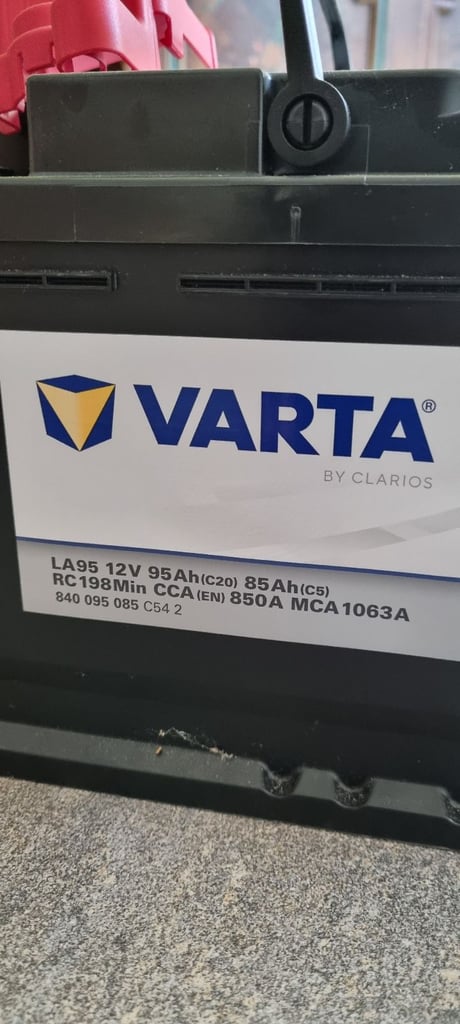 VARTA®
BY CLARIOS
LA95 12V 95Ah(C20) 85Ah(C5)
RC198Min CCA(EN) 850A MCA1063A
840 095 085 C54 2